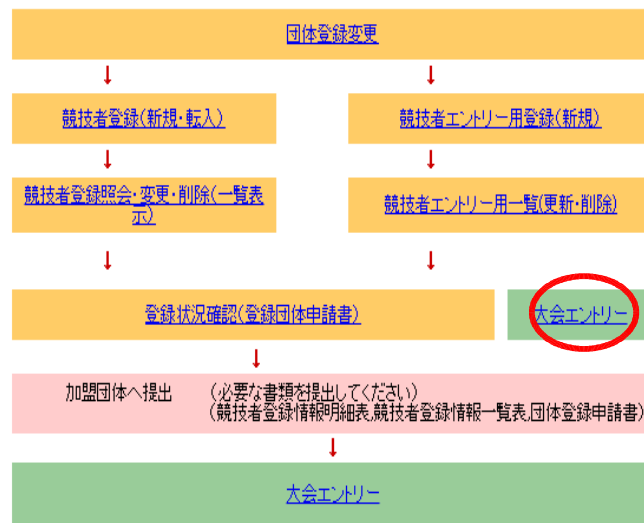 団体登録変更
↓ ↓
競技者登録(新規・転入) 競技者エントリー用登録(新規)
↓ ↓
競技者登録照会・変更・削除(一覧表
示) 競技者エントリー用一覧(更新・削除)
↓ ↓
登録状況確認(登録団体申請書) 大会エントリー
↓
加盟団体へ提出 (必要な書類を提出してください)
(競技者登録情報明細表,競技者登録情報一覧表,団体登録申請書)
↓
大会エントリー